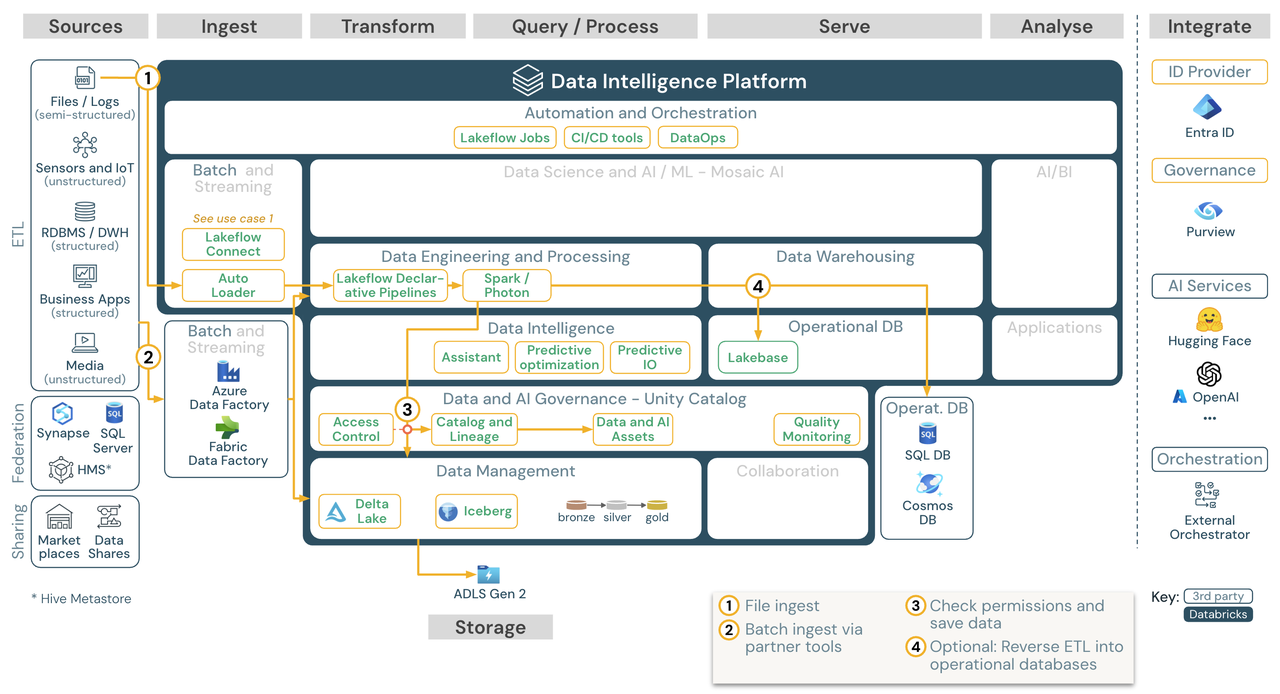 Sources
Ingest
Transform
Query / Process
Serve
Analyse
Integrate
ETL
Files / Logs
(semi-structured)
Sensors and IoT
(unstructured)
RDBMS / DWH
(structured)
Business Apps
(structured)
Media
(unstructured)
Federation
Synapse
SQL
SQL
Server
HMS*
Sharing
Market
places
Data
Shares
* Hive Metastore
1
2
Data Intelligence Platform
Automation and Orchestration
Lakeflow Jobs
CI/CD tools
DataOps
Batch and
Streaming
See use case 1
Lakeflow
Connect
Auto
Loader
Batch and
Streaming
Azure
Data Factory
Fabric
Data Factory
Data Science and AI / ML - Mosaic AI
AI/BI
Data Engineering and Processing
Lakeflow Declar-
ative Pipelines
Spark /
Photon
Data Warehousing
4
Data Intelligence
Assistant
Predictive
optimization
Predictive
IO
Operational DB
Lakebase
Applications
3
Data and AI Governance - Unity Catalog
Access
Control
Catalog and
Lineage
Data and AI
Assets
Quality
Monitoring
Data Management
Delta
Lake
Iceberg
bronze
silver
gold
Collaboration
Operat. DB
SQL
SQL DB
Cosmos
DB
ADLS Gen 2
Storage
ID Provider
Entra ID
Governance
Purview
AI Services
Hugging Face
OpenAI
...
Orchestration
External
Orchestrator
Key:
3rd party
Databricks
1 File ingest
2 Batch ingest via
partner tools
3 Check permissions and
save data
4 Optional: Reverse ETL into
operational databases